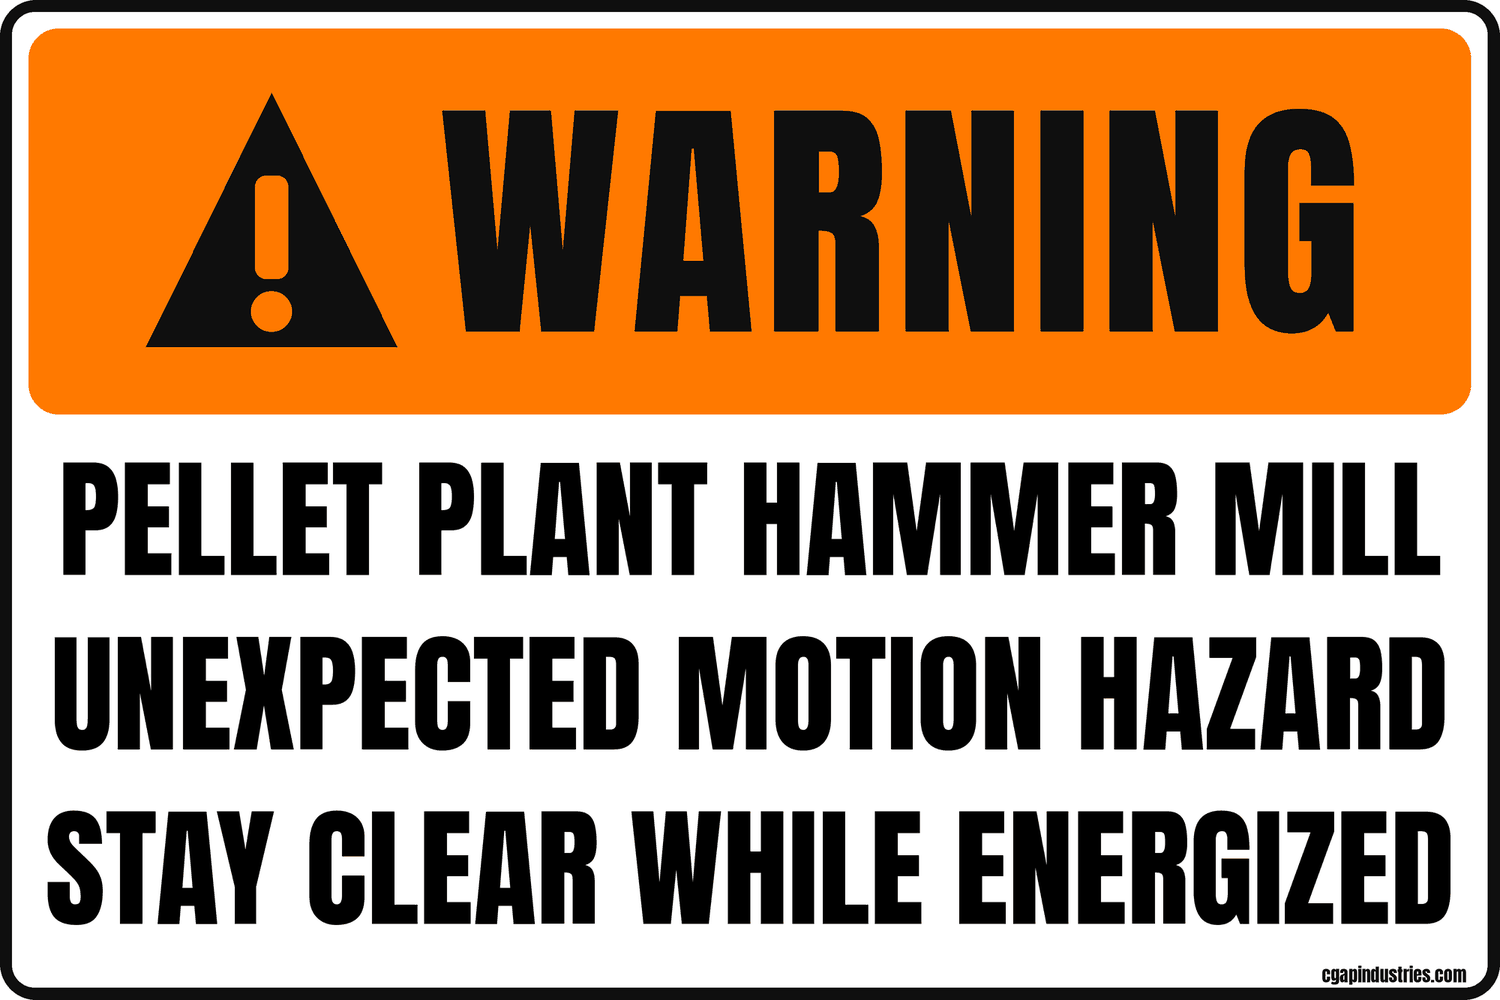 WARNING
PELLET PLANT HAMMER MILL
UNEXPECTED MOTION HAZARD
STAY CLEAR WHILE ENERGIZED
cgapindustries.com